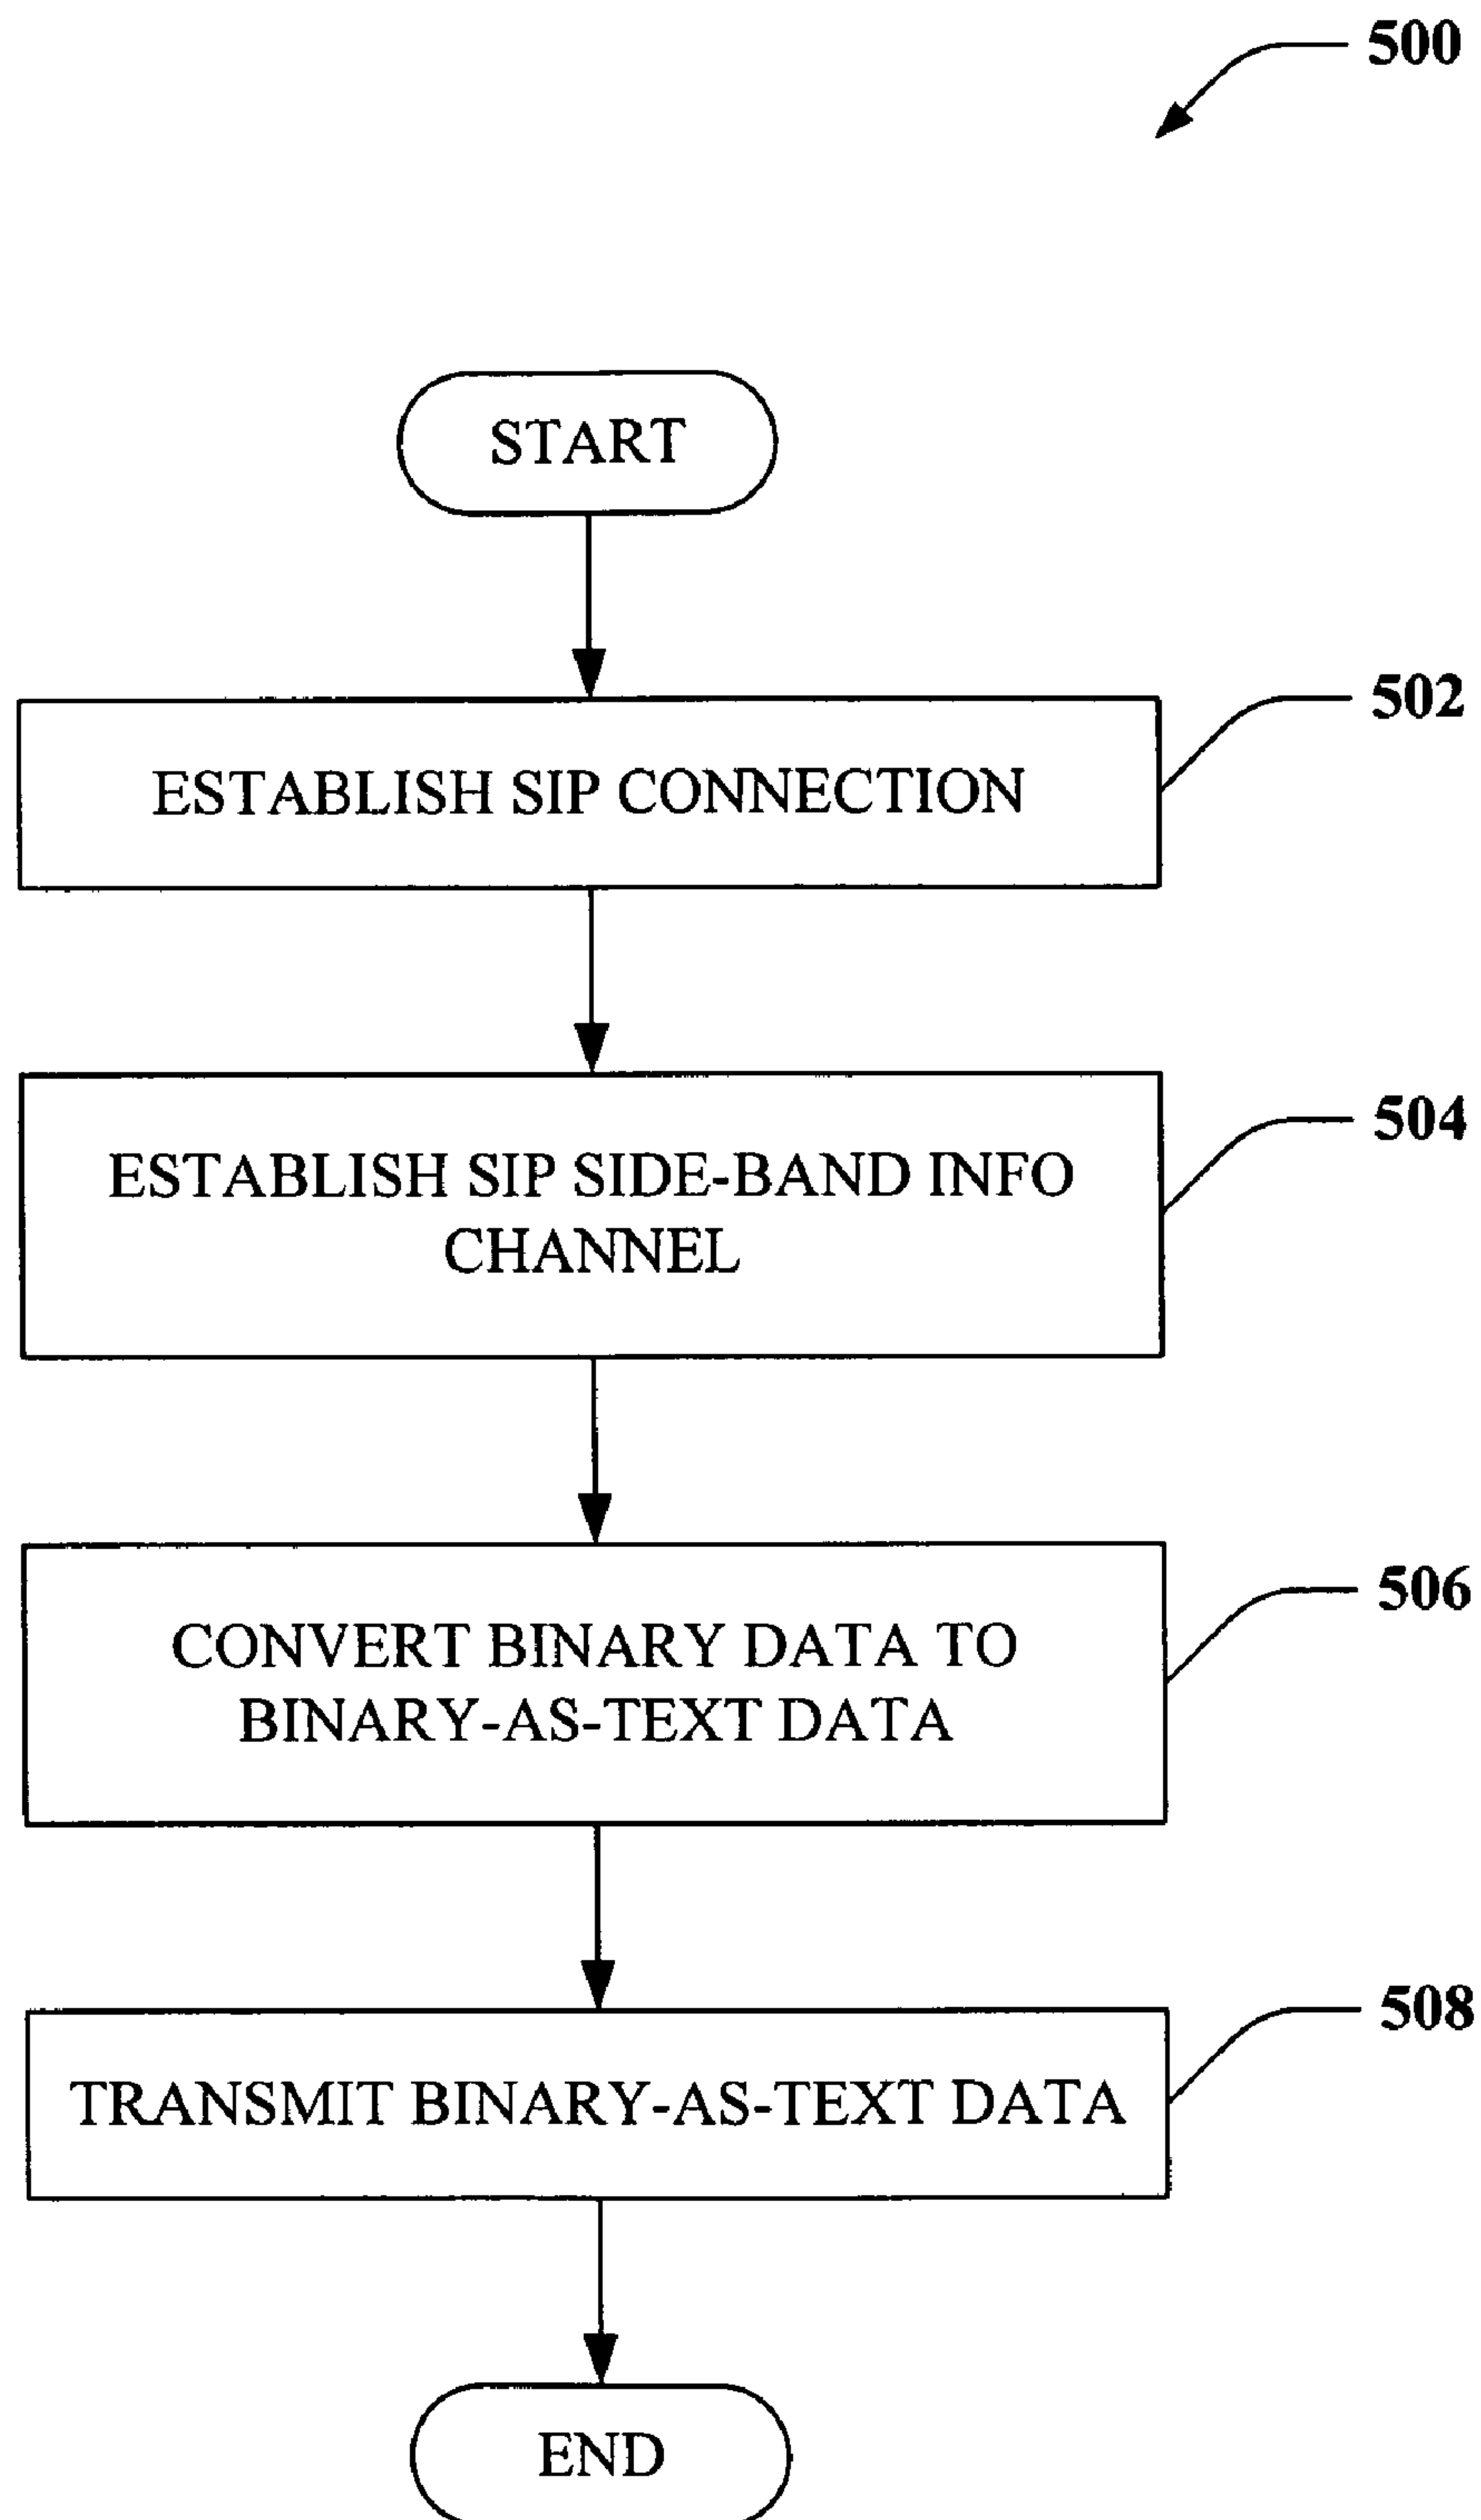 500
START
502
ESTABLISH SIP CONNECTION
504
ESTABLISH SIP SIDE-BAND INFO
CHANNEL
506
CONVERT BINARY DATA TO
BINARY-AS-TEXT DATA
508
TRANSMIT BINARY-AS-TEXT DATA
END